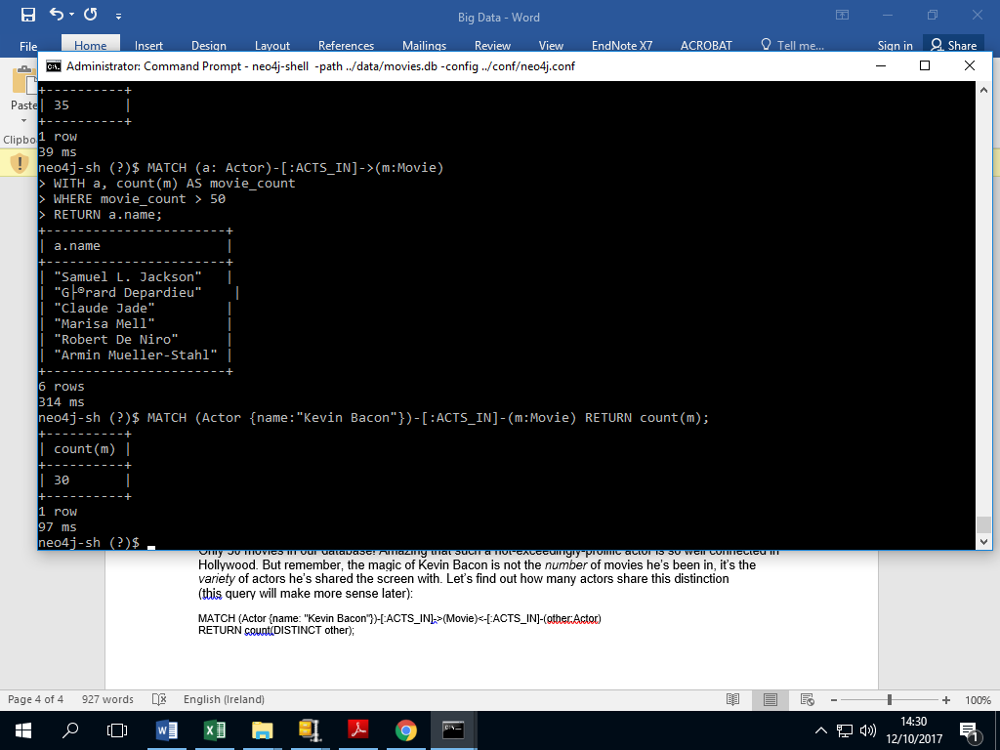 Big Data - Word
File Home Insert Design Layout References Mailings Review View EndNote X7 ACROBAT Tell me... Sign in Share
Administrator: Command Prompt - neo4j-shell -path ../data/movies.db -config ../conf/neo4j.conf
Paste
Clipbo
+----------+
| 35       |
+----------+
1 row
39 ms
neo4j-sh (?)$ MATCH (a: Actor)-[:ACTS_IN]->(m:Movie)
> WITH a, count(m) AS movie_count
> WHERE movie_count > 50
> RETURN a.name;
+-----------------------+
| a.name                |
+-----------------------+
| "Samuel L. Jackson"   |
| "G├®rard Depardieu"    |
| "Claude Jade"         |
| "Marisa Mell"         |
| "Robert De Niro"      |
| "Armin Mueller-Stahl" |
+-----------------------+
6 rows
314 ms
neo4j-sh (?)$ MATCH (Actor {name:"Kevin Bacon"})-[:ACTS_IN]-(m:Movie) RETURN count(m);
+----------+
| count(m) |
+----------+
| 30       |
+----------+
1 row
97 ms
neo4j-sh (?)$
Only 30 movies in our database! Amazing that such a not-exceedingly-prolific actor is so well connected in
Hollywood. But remember, the magic of Kevin Bacon is not the number of movies he's been in, it's the
variety of actors he's shared the screen with. Let's find out how many actors share this distinction
(this query will make more sense later):
MATCH (Actor {name: "Kevin Bacon"})-[:ACTS_IN]->(Movie)<-[:ACTS_IN]-(other:Actor)
RETURN count(DISTINCT other);
Page 4 of 4 927 words English (Ireland) 100%
14:30
12/10/2017
1